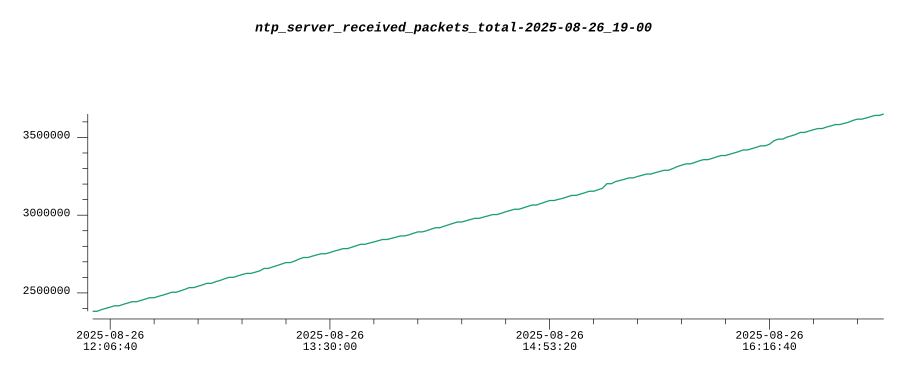 ntp_server_received_packets_total-2025-08-26_19-00
3500000
3000000
2500000
2025-08-26 2025-08-26 2025-08-26 2025-08-26
12:06:40 13:30:00 14:53:20 16:16:40